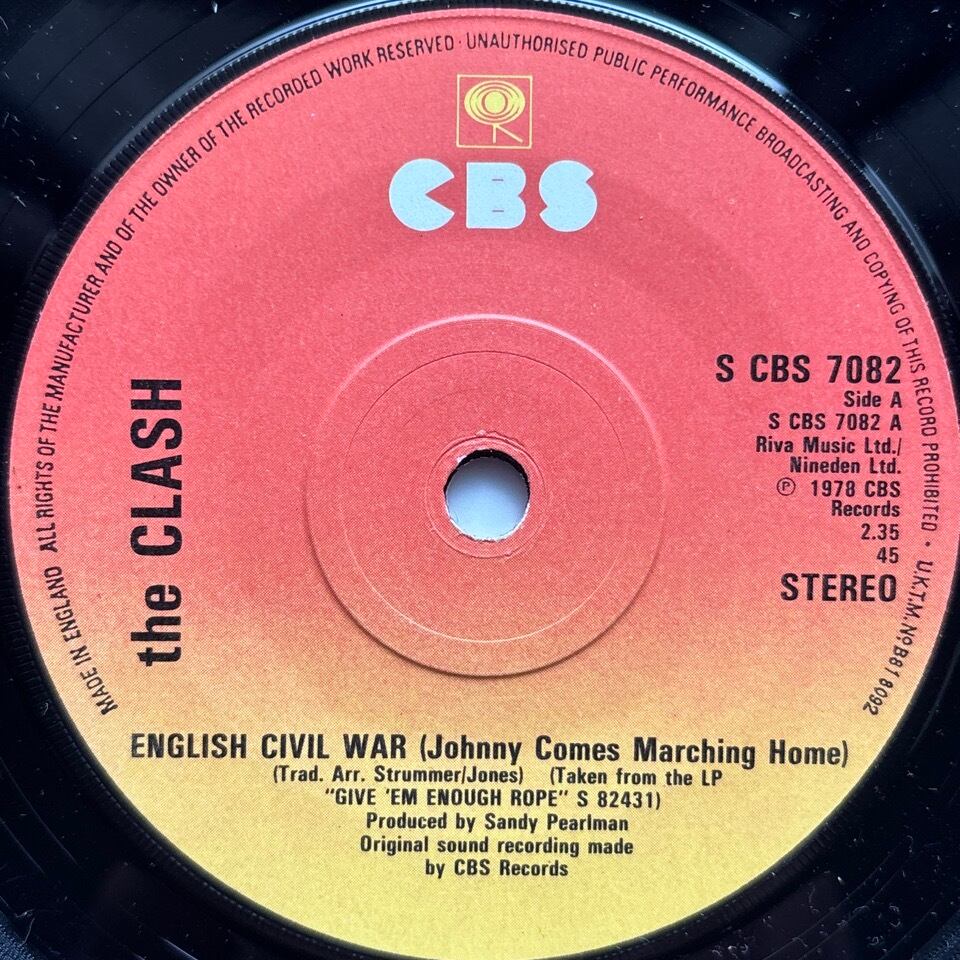 MADE IN ENGLAND ALL RIGHTS OF THE MANUFACTURER AND OF THE OWNER OF THE RECORDED WORK RESERVED · UNAUTHORISED PUBLIC PERFORMANCE BROADCASTING AND COPYING OF THIS RECORD PROHIBITED · U.K.T.M. Nº B818092
CBS
the CLASH
S CBS 7082
Side A
S CBS 7082 A
Riva Music Ltd./
Nineden Ltd.
℗ 1978 CBS
Records
2.35
45
STEREO
ENGLISH CIVIL WAR (Johnny Comes Marching Home)
(Trad. Arr. Strummer/Jones) (Taken from the LP
"GIVE 'EM ENOUGH ROPE" S 82431)
Produced by Sandy Pearlman
Original sound recording made
by CBS Records